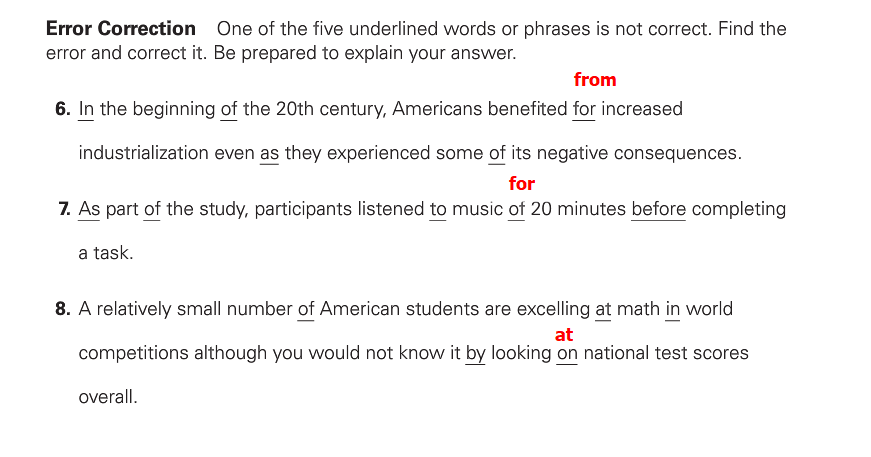 Error Correction One of the five underlined words or phrases is not correct. Find the
error and correct it. Be prepared to explain your answer.
from
6. In the beginning of the 20th century, Americans benefited for increased
industrialization even as they experienced some of its negative consequences.
for
7. As part of the study, participants listened to music of 20 minutes before completing
a task.
8. A relatively small number of American students are excelling at math in world
at
competitions although you would not know it by looking on national test scores
overall.